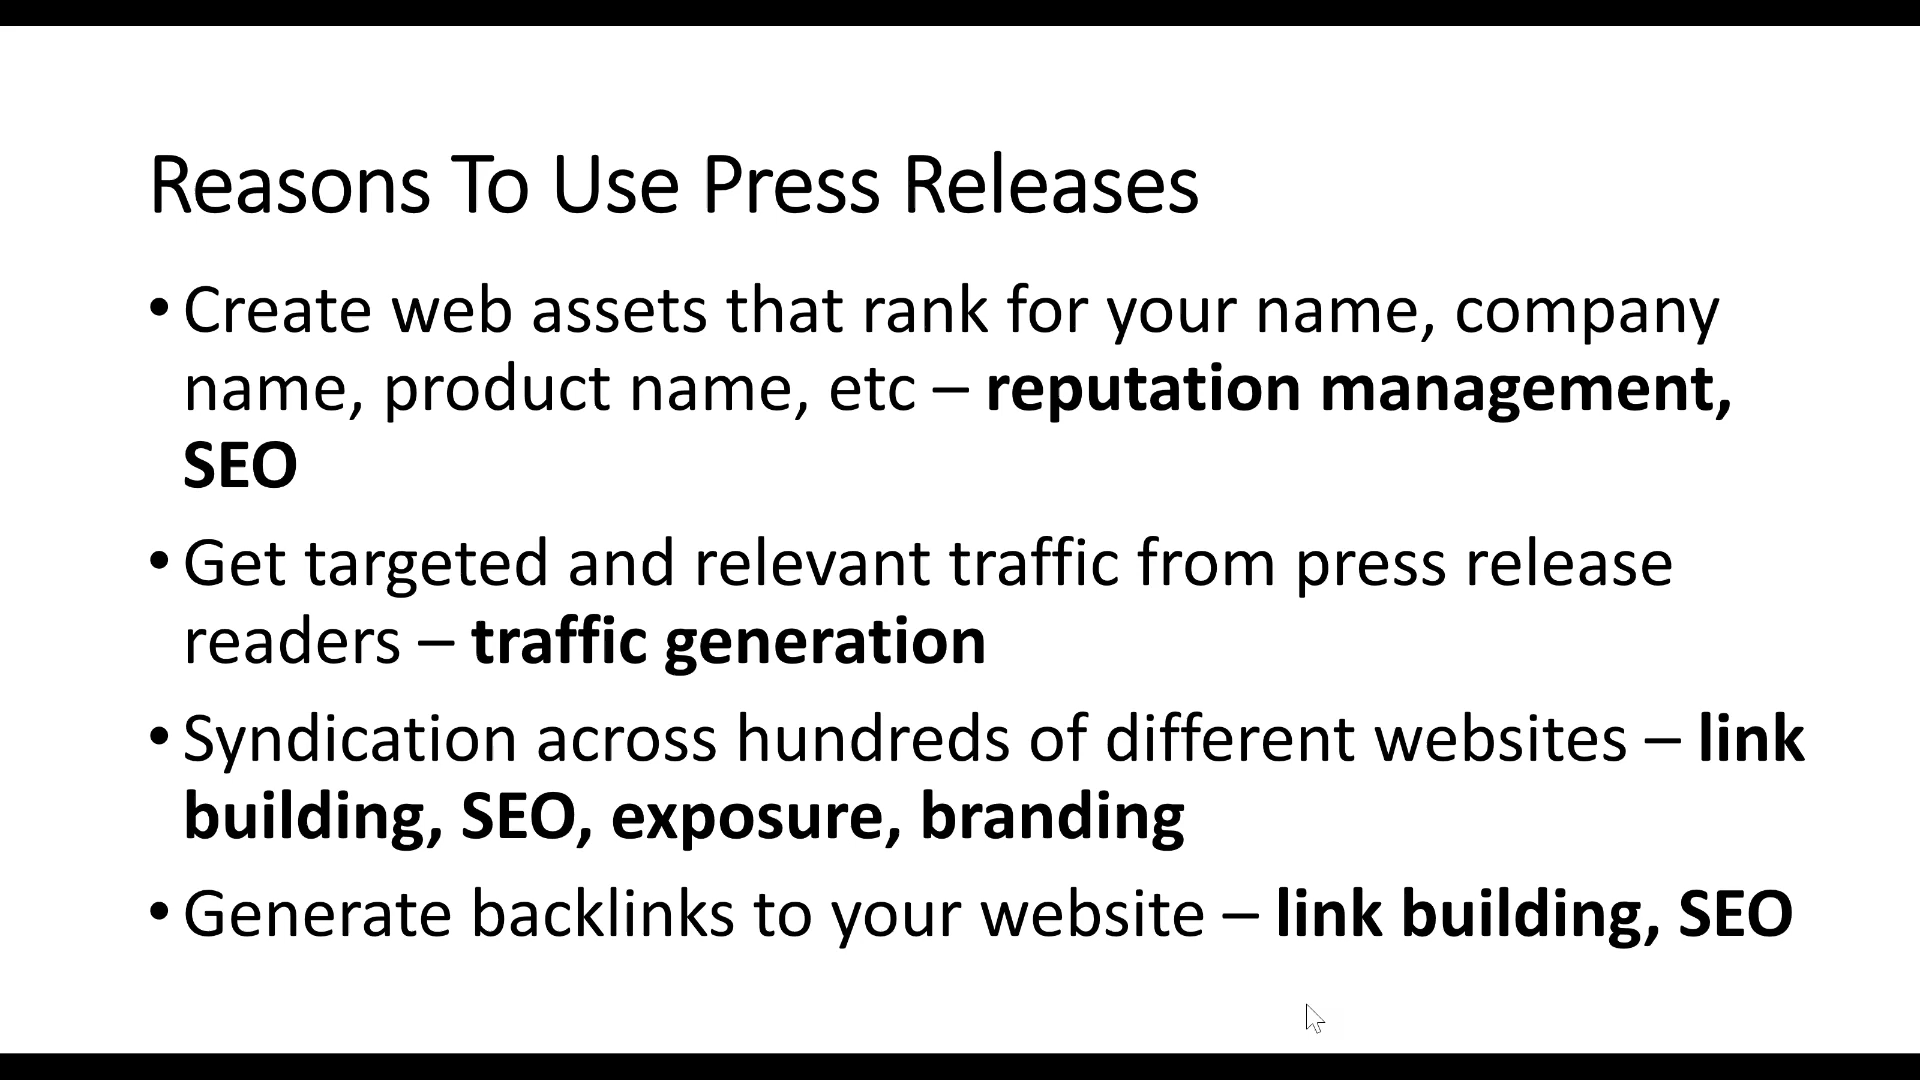 Reasons To Use Press Releases
• Create web assets that rank for your name, company
name, product name, etc – reputation management,
SEO
• Get targeted and relevant traffic from press release
readers – traffic generation
• Syndication across hundreds of different websites – link
building, SEO, exposure, branding
• Generate backlinks to your website – link building, SEO